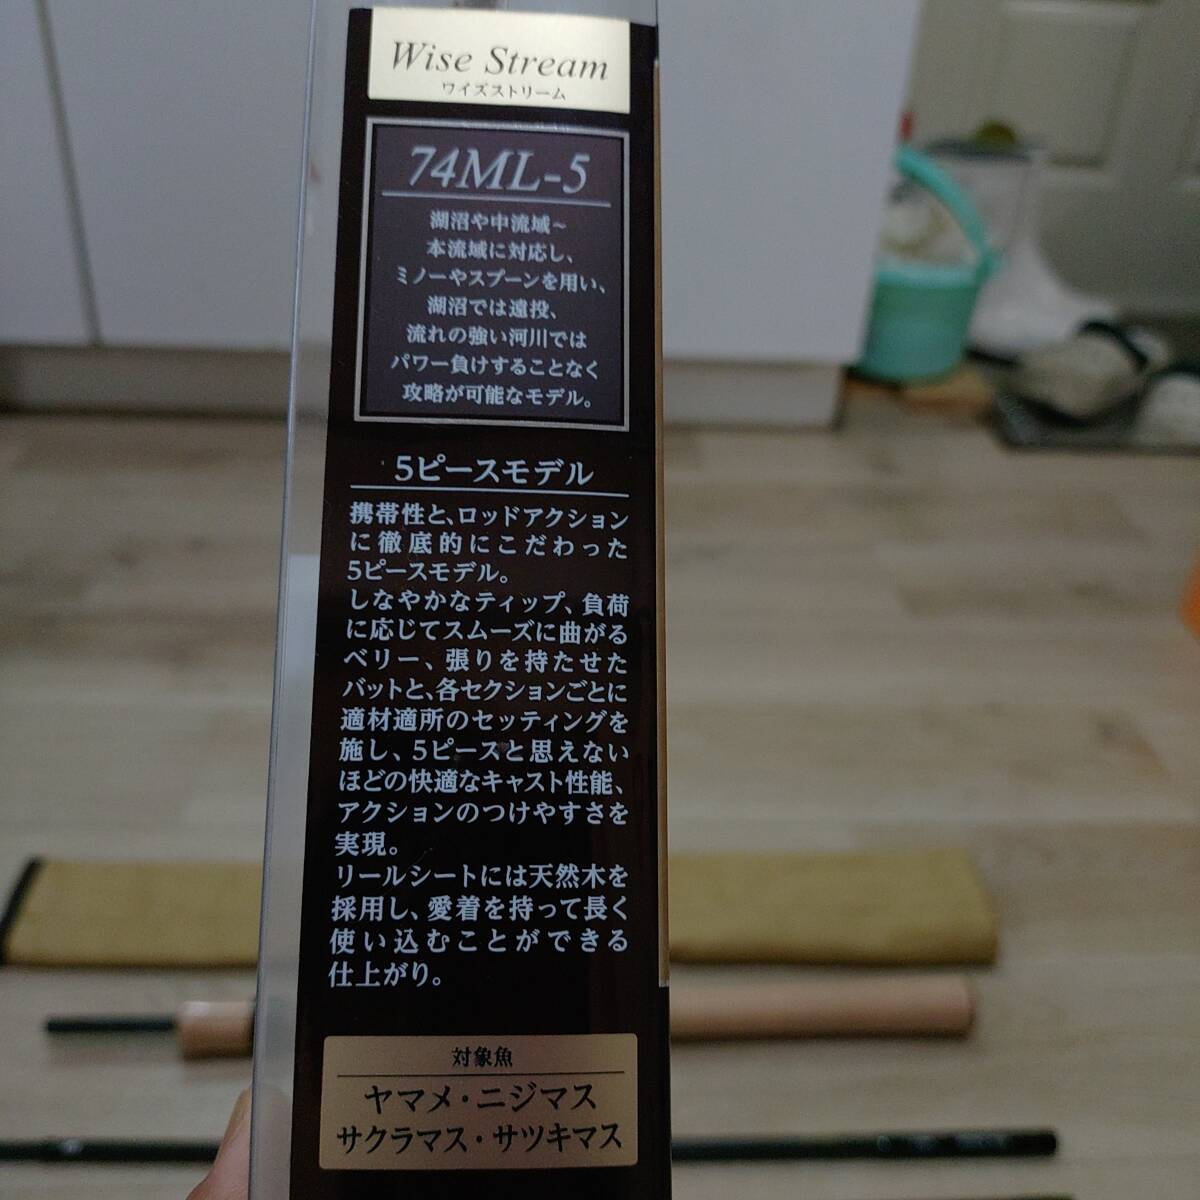 Wise Stream
ワイズストリーム
74ML-5
湖沼や中流域～
本流域に対応し、
ミノーやスプーンを用い、
湖沼では遠投、
流れの強い河川では
パワー負けすることなく
攻略が可能なモデル。
5ピースモデル
携帯性と、ロッドアクション
に徹底的にこだわった
5ピースモデル。
しなやかなティップ、負荷
に応じてスムーズに曲がる
ベリー、張りを持たせた
バットと、各セクションごとに
適材適所のセッティングを
施し、5ピースと思えない
ほどの快適なキャスト性能、
アクションのつけやすさを
実現。
リールシートには天然木を
採用し、愛着を持って長く
使い込むことができる
仕上がり。
対象魚
ヤマメ・ニジマス
サクラマス・サツキマス